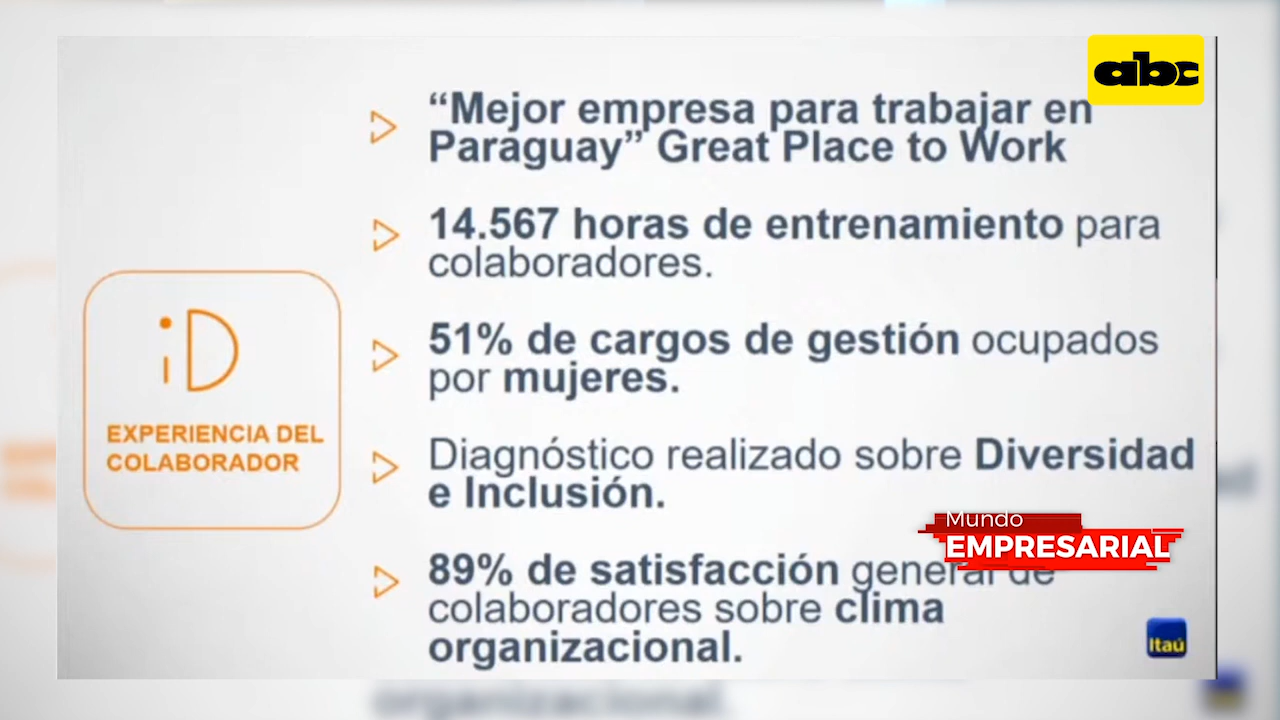 abc
“Mejor empresa para trabajar en
Paraguay” Great Place to Work
14.567 horas de entrenamiento para
colaboradores.
51% de cargos de gestión ocupados
por mujeres.
iD
EXPERIENCIA DEL
COLABORADOR
Diagnóstico realizado sobre Diversidad
e Inclusión.
Mundo
EMPRESARIAL
89% de satisfacción general de
colaboradores sobre clima
organizacional.
Itaú
organizacional.